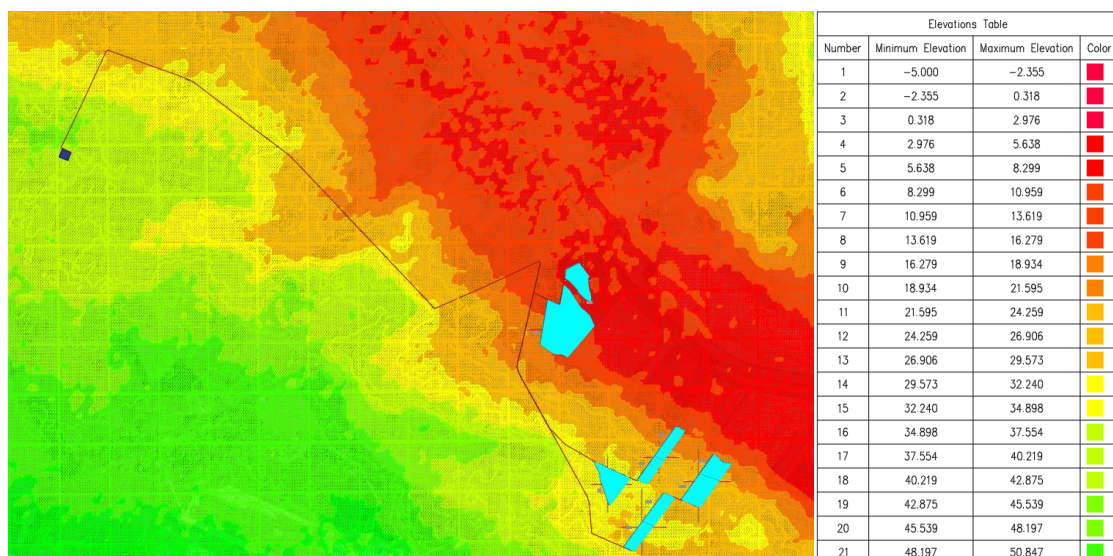 Elevations Table
Number Minimum Elevation Maximum Elevation Color
1 −5.000 −2.355
2 −2.355 0.318
3 0.318 2.976
4 2.976 5.638
5 5.638 8.299
6 8.299 10.959
7 10.959 13.619
8 13.619 16.279
9 16.279 18.934
10 18.934 21.595
11 21.595 24.259
12 24.259 26.906
13 26.906 29.573
14 29.573 32.240
15 32.240 34.898
16 34.898 37.554
17 37.554 40.219
18 40.219 42.875
19 42.875 45.539
20 45.539 48.197
21 48.197 50.847